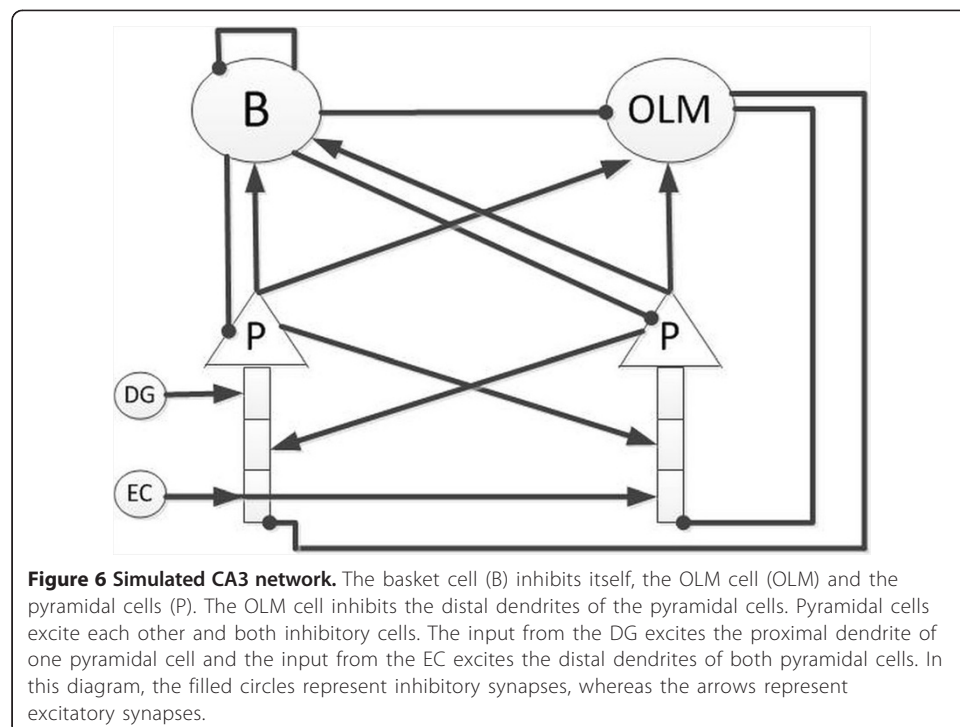 B
OLM
P
P
DG
EC
Figure 6 Simulated CA3 network. The basket cell (B) inhibits itself, the OLM cell (OLM) and the
pyramidal cells (P). The OLM cell inhibits the distal dendrites of the pyramidal cells. Pyramidal cells
excite each other and both inhibitory cells. The input from the DG excites the proximal dendrite of
one pyramidal cell and the input from the EC excites the distal dendrites of both pyramidal cells. In
this diagram, the filled circles represent inhibitory synapses, whereas the arrows represent
excitatory synapses.